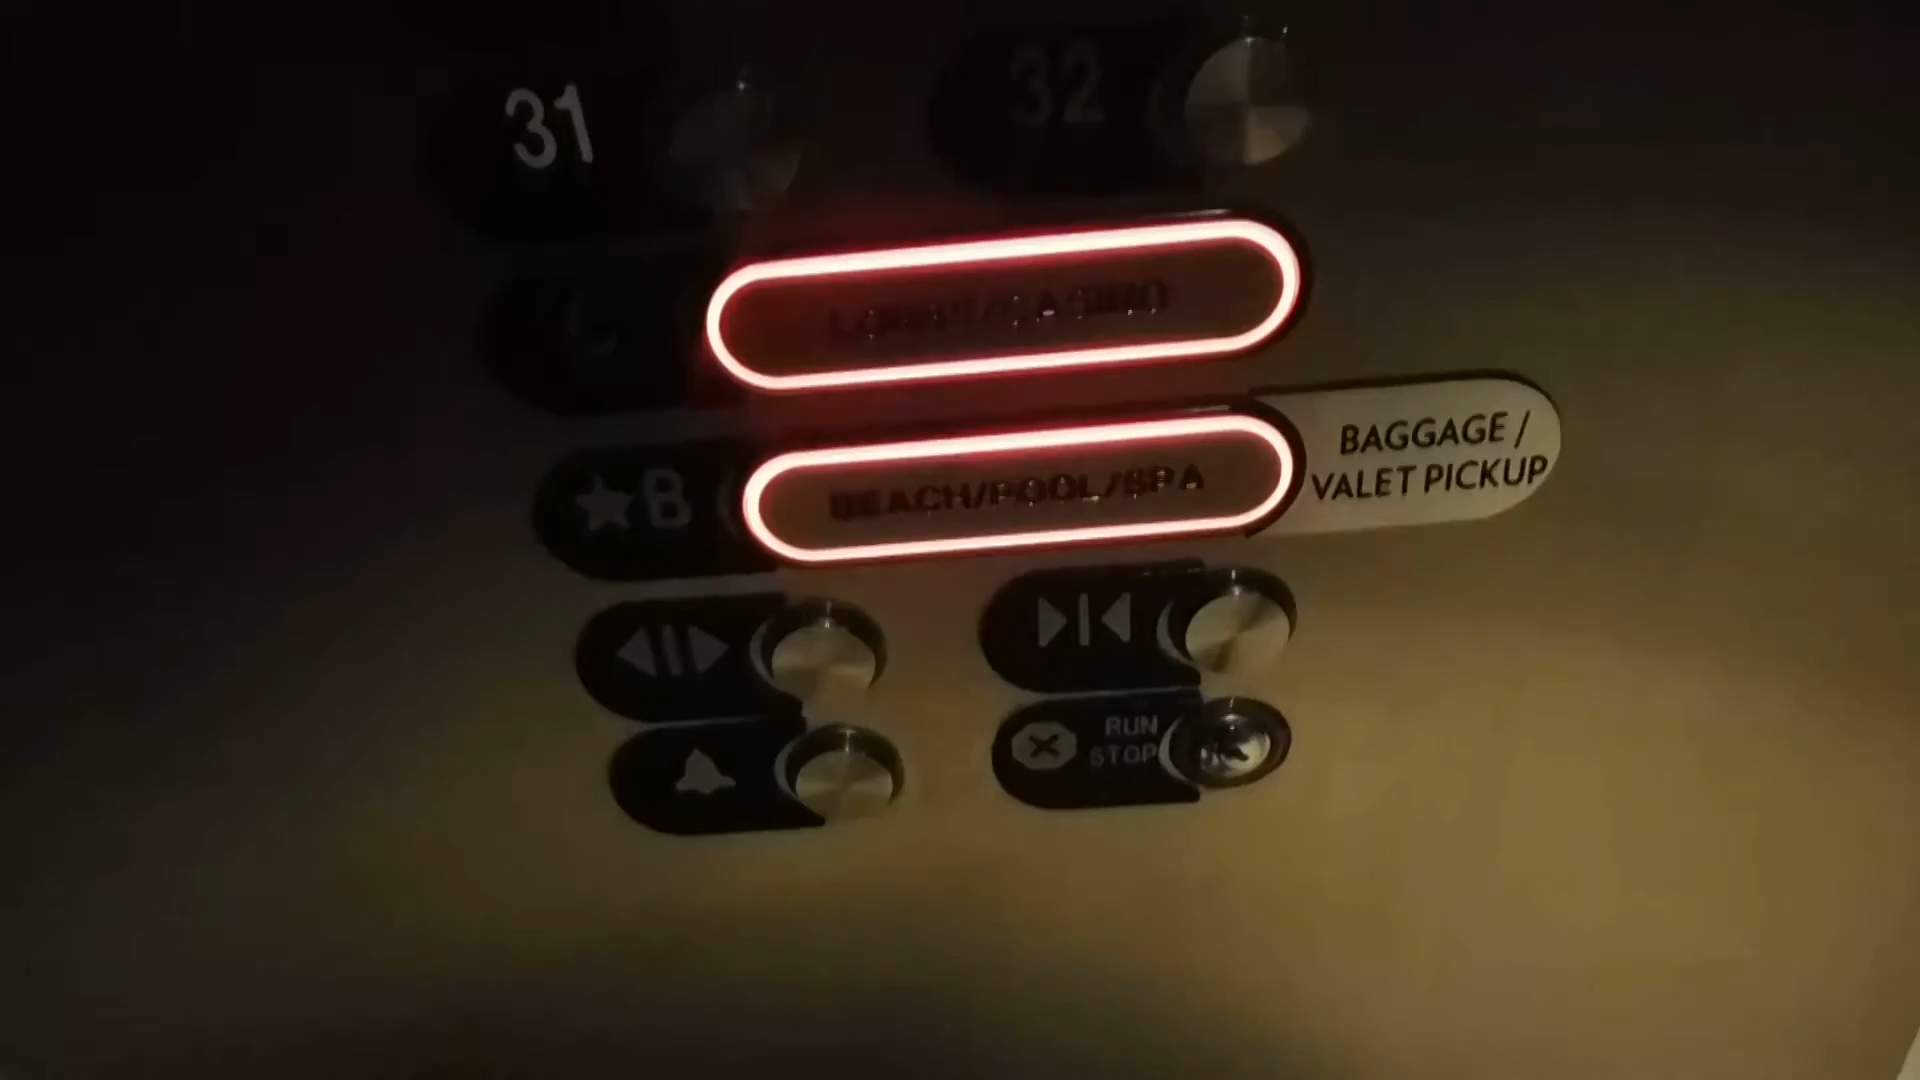 31
32
C
LOBBY/CASINO
★B
BEACH/POOL/SPA
BAGGAGE /
VALET PICKUP
RUN
STOP